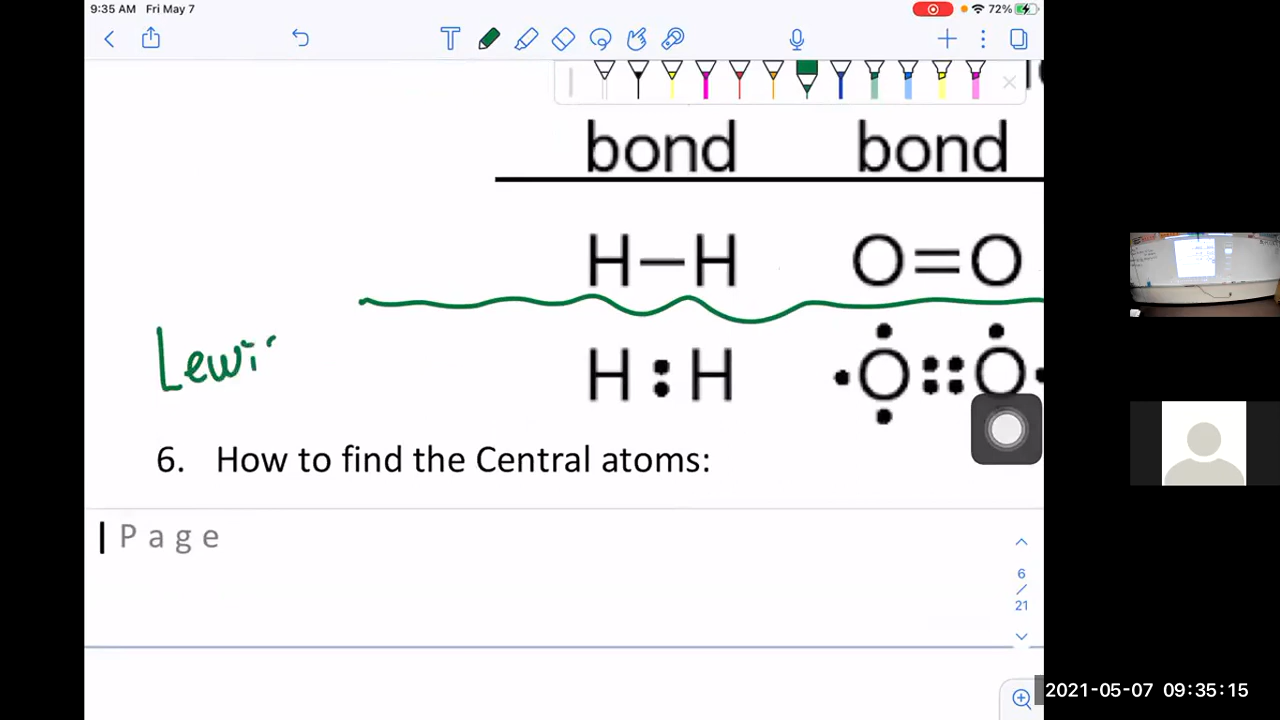 9:35 AM Fri May 7
72%
T
bond bond
H–H O=O
Lewi
H:H O::O
6. How to find the Central atoms:
| P a g e
6
/
21
2021-05-07 09:35:15